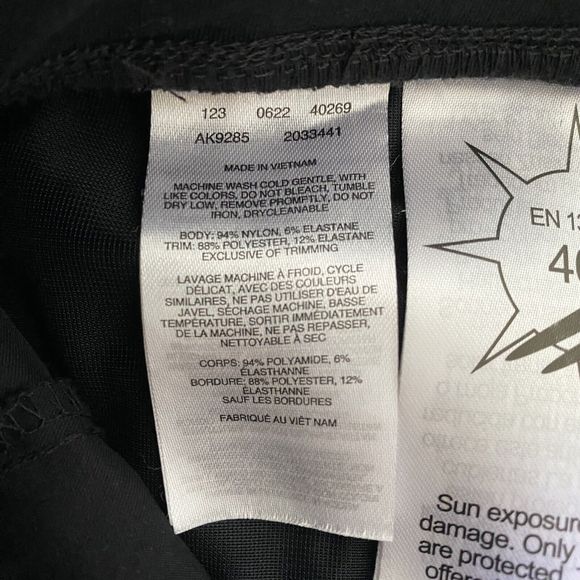 123 0622 40269
AK9285 2033441
MADE IN VIETNAM
MACHINE WASH COLD GENTLE, WITH
LIKE COLORS, DO NOT BLEACH, TUMBLE
DRY LOW, REMOVE PROMPTLY, DO NOT
IRON, DRYCLEANABLE
BODY: 94% NYLON, 6% ELASTANE
TRIM: 88% POLYESTER, 12% ELASTANE
EXCLUSIVE OF TRIMMING
LAVAGE MACHINE À FROID, CYCLE
DÉLICAT, AVEC DES COULEURS
SIMILAIRES, NE PAS UTILISER D'EAU DE
JAVEL, SÉCHAGE MACHINE, BASSE
TEMPÉRATURE, SORTIR IMMÉDIATEMENT
DE LA MACHINE, NE PAS REPASSER,
NETTOYABLE À SEC
CORPS: 94% POLYAMIDE, 6%
ÉLASTHANNE
BORDURE: 88% POLYESTER, 12%
ÉLASTHANNE
SAUF LES BORDURES
FABRIQUÉ AU VIÊT NAM
EN 13
40
Sun exposure
damage. Only
are protected.
offere